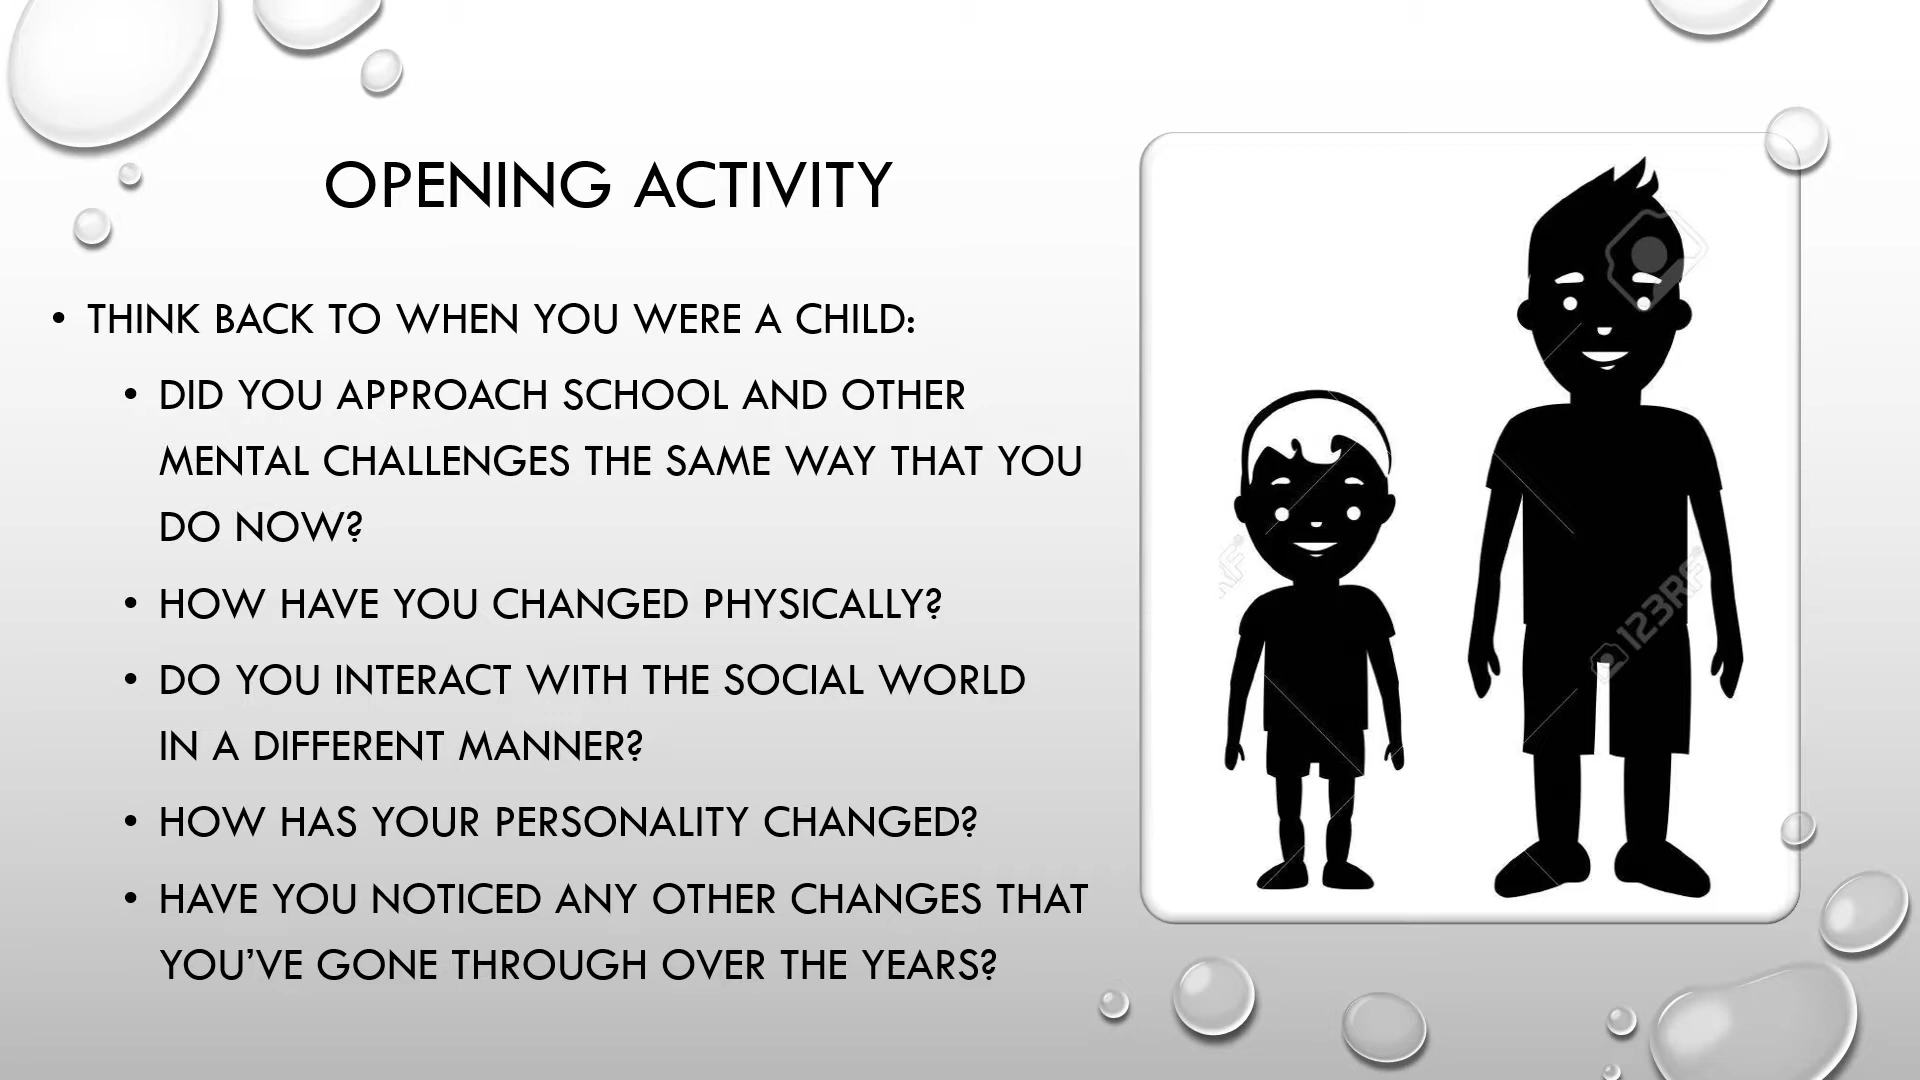 OPENING ACTIVITY
• THINK BACK TO WHEN YOU WERE A CHILD:
• DID YOU APPROACH SCHOOL AND OTHER
MENTAL CHALLENGES THE SAME WAY THAT YOU
DO NOW?
• HOW HAVE YOU CHANGED PHYSICALLY?
• DO YOU INTERACT WITH THE SOCIAL WORLD
IN A DIFFERENT MANNER?
• HOW HAS YOUR PERSONALITY CHANGED?
• HAVE YOU NOTICED ANY OTHER CHANGES THAT
YOU’VE GONE THROUGH OVER THE YEARS?
RF®
123RF®